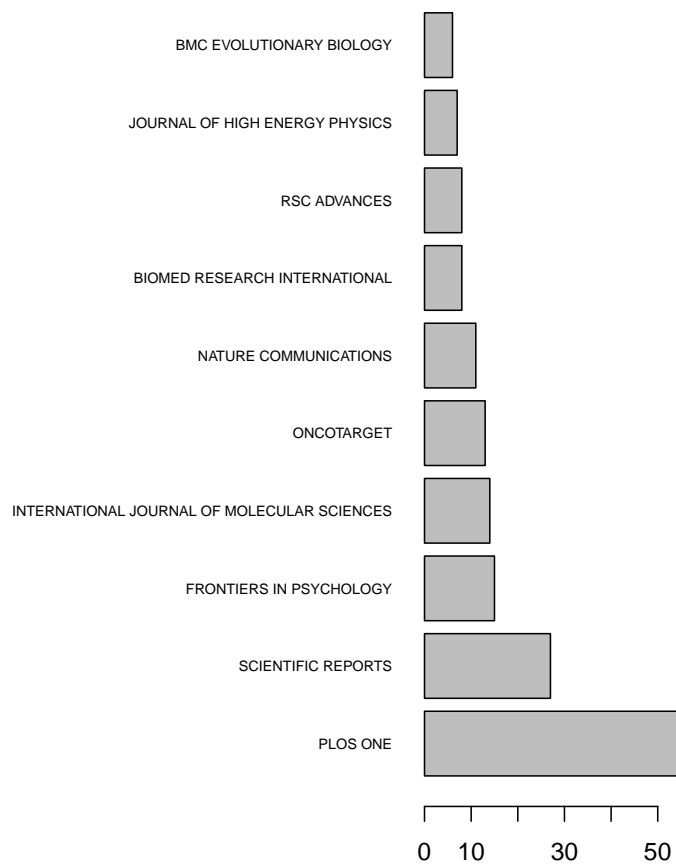 BMC EVOLUTIONARY BIOLOGY
JOURNAL OF HIGH ENERGY PHYSICS
RSC ADVANCES
BIOMED RESEARCH INTERNATIONAL
NATURE COMMUNICATIONS
ONCOTARGET
INTERNATIONAL JOURNAL OF MOLECULAR SCIENCES
FRONTIERS IN PSYCHOLOGY
SCIENTIFIC REPORTS
PLOS ONE
0 10 30 50